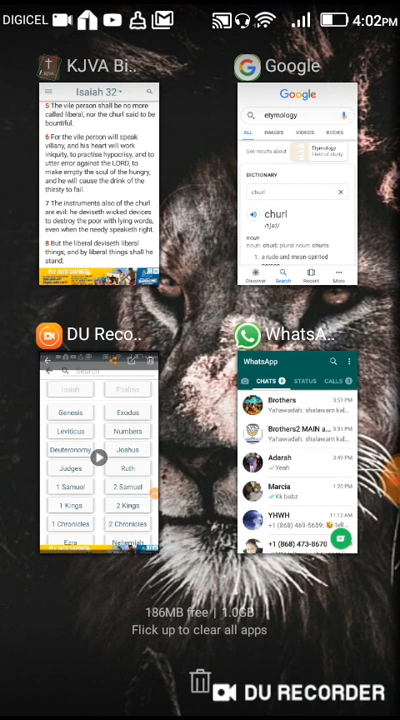 DIGICEL
4:02PM
KJVA Bi..
Isaiah 32
5 The vile person shall be no more
called liberal, nor the churl said to be
bountiful.
6 For the vile person will speak
villany, and his heart will work
iniquity, to practise hypocrisy, and to
utter error against the LORD, to
make empty the soul of the hungry,
and he will cause the drink of the
thirsty to fail.
7 The instruments also of the churl
are evil: he deviseth wicked devices
to destroy the poor with lying words,
even when the needy speaketh right.
8 But the liberal deviseth liberal
things; and by liberal things shall he
stand.
Google
Google
etymology
ALL IMAGES VIDEOS BOOKS
See results about
Etymology
Field of study
DICTIONARY
churl
churl
/tʃəːl/
noun
noun: churl; plural noun: churls
1. a rude and mean-spirited
Discover Search Recent More
DU Reco..
Search
Isaiah Psalms
Genesis Exodus
Leviticus Numbers
Deuteronomy Joshua
Judges Ruth
1 Samuel 2 Samuel
1 Kings 2 Kings
1 Chronicles 2 Chronicles
Ezra Nehemiah
WhatsA..
WhatsApp
CHATS STATUS CALLS
Brothers 3:51 PM
Yahawadah: shalawam kal...
Brothers2 MAIN a... 3:51 PM
Yahawadah: shalawam kal...
Adarsh 3:49 PM
Yeah
Marcia 1:20 PM
Kk babz
YHWH 11:12 AM
+1 (868) 469-5659: Tell...
+1 (868) 473-8670
186MB free | 1.0GB
Flick up to clear all apps
DU RECORDER